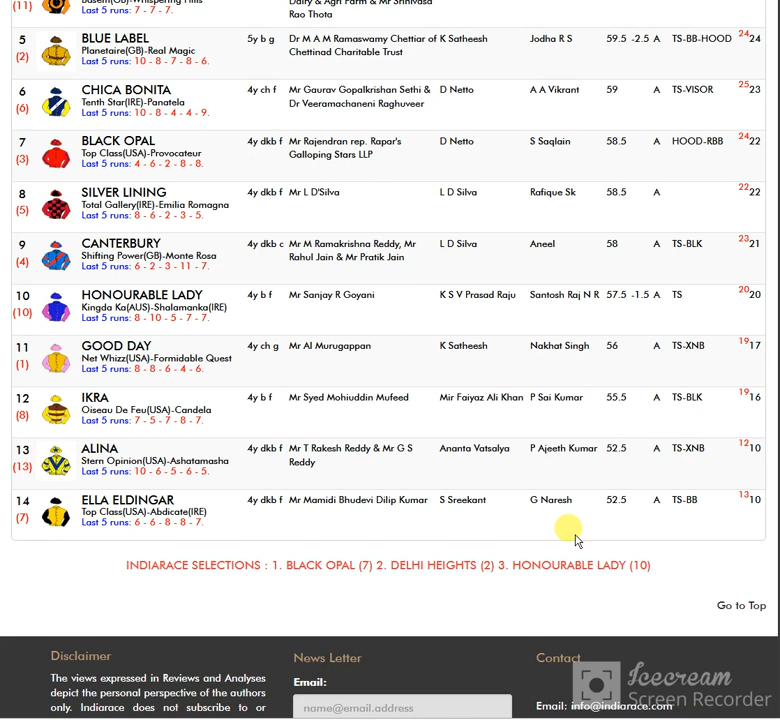 Basem(GB)-Whispering Hills Dairy & Agri Farm & Mr Srinivasa
(11) Last 5 runs: 7 - 7 - 7. Rao Thota
5 BLUE LABEL 5y b g Dr M A M Ramaswamy Chettiar of K Satheesh Jodha R S 59.5 -2.5 A TS-BB-HOOD 24 24
(2) Planetaire(GB)-Real Magic Chettinad Charitable Trust
Last 5 runs: 10 - 8 - 7 - 8 - 6.
6 CHICA BONITA 4y ch f Mr Gaurav Gopalkrishan Sethi & D Netto A A Vikrant 59 A TS-VISOR 25 23
(6) Tenth Star(IRE)-Panatela Dr Veeramachaneni Raghuveer
Last 5 runs: 10 - 8 - 4 - 4 - 9.
7 BLACK OPAL 4y dkb f Mr Rajendran rep. Rapar's D Netto S Saqlain 58.5 A HOOD-RBB 24 22
(3) Top Class(USA)-Provocateur Galloping Stars LLP
Last 5 runs: 4 - 6 - 2 - 8 - 8.
8 SILVER LINING 4y dkb f Mr L D'Silva L D Silva Rafique Sk 58.5 A 22 22
(5) Total Gallery(IRE)-Emilia Romagna
Last 5 runs: 8 - 6 - 2 - 3 - 5.
9 CANTERBURY 4y dkb c Mr M Ramakrishna Reddy, Mr L D Silva Aneel 58 A TS-BLK 23 21
(4) Shifting Power(GB)-Monte Rosa Rahul Jain & Mr Pratik Jain
Last 5 runs: 6 - 2 - 3 - 11 - 7.
10 HONOURABLE LADY 4y b f Mr Sanjay R Goyani K S V Prasad Raju Santosh Raj N R 57.5 -1.5 A TS 20 20
(10) Kingda Ka(AUS)-Shalamanka(IRE)
Last 5 runs: 8 - 10 - 5 - 7 - 7.
11 GOOD DAY 4y ch g Mr Al Murugappan K Satheesh Nakhat Singh 56 A TS-XNB 19 17
(1) Net Whizz(USA)-Formidable Quest
Last 5 runs: 8 - 8 - 6 - 4 - 6.
12 IKRA 4y b f Mr Syed Mohiuddin Mufeed Mir Faiyaz Ali Khan P Sai Kumar 55.5 A TS-BLK 19 16
(8) Oiseau De Feu(USA)-Candela
Last 5 runs: 7 - 5 - 7 - 8 - 7.
13 ALINA 4y dkb f Mr T Rakesh Reddy & Mr G S Ananta Vatsalya P Ajeeth Kumar 52.5 A TS-XNB 12 10
(13) Stern Opinion(USA)-Ashatamasha Reddy
Last 5 runs: 10 - 6 - 5 - 6 - 5.
14 ELLA ELDINGAR 4y dkb f Mr Mamidi Bhudevi Dilip Kumar S Sreekant G Naresh 52.5 A TS-BB 13 10
(7) Top Class(USA)-Abdicate(IRE)
Last 5 runs: 6 - 6 - 8 - 8 - 7.
INDIARACE SELECTIONS : 1. BLACK OPAL (7) 2. DELHI HEIGHTS (2) 3. HONOURABLE LADY (10)
Go to Top
Disclaimer
The views expressed in Reviews and Analyses
depict the personal perspective of the authors
only. Indiarace does not subscribe to or
News Letter
Email:
name@email.address
Contact
Email: info@indiarace.com
Icecream
Screen Recorder